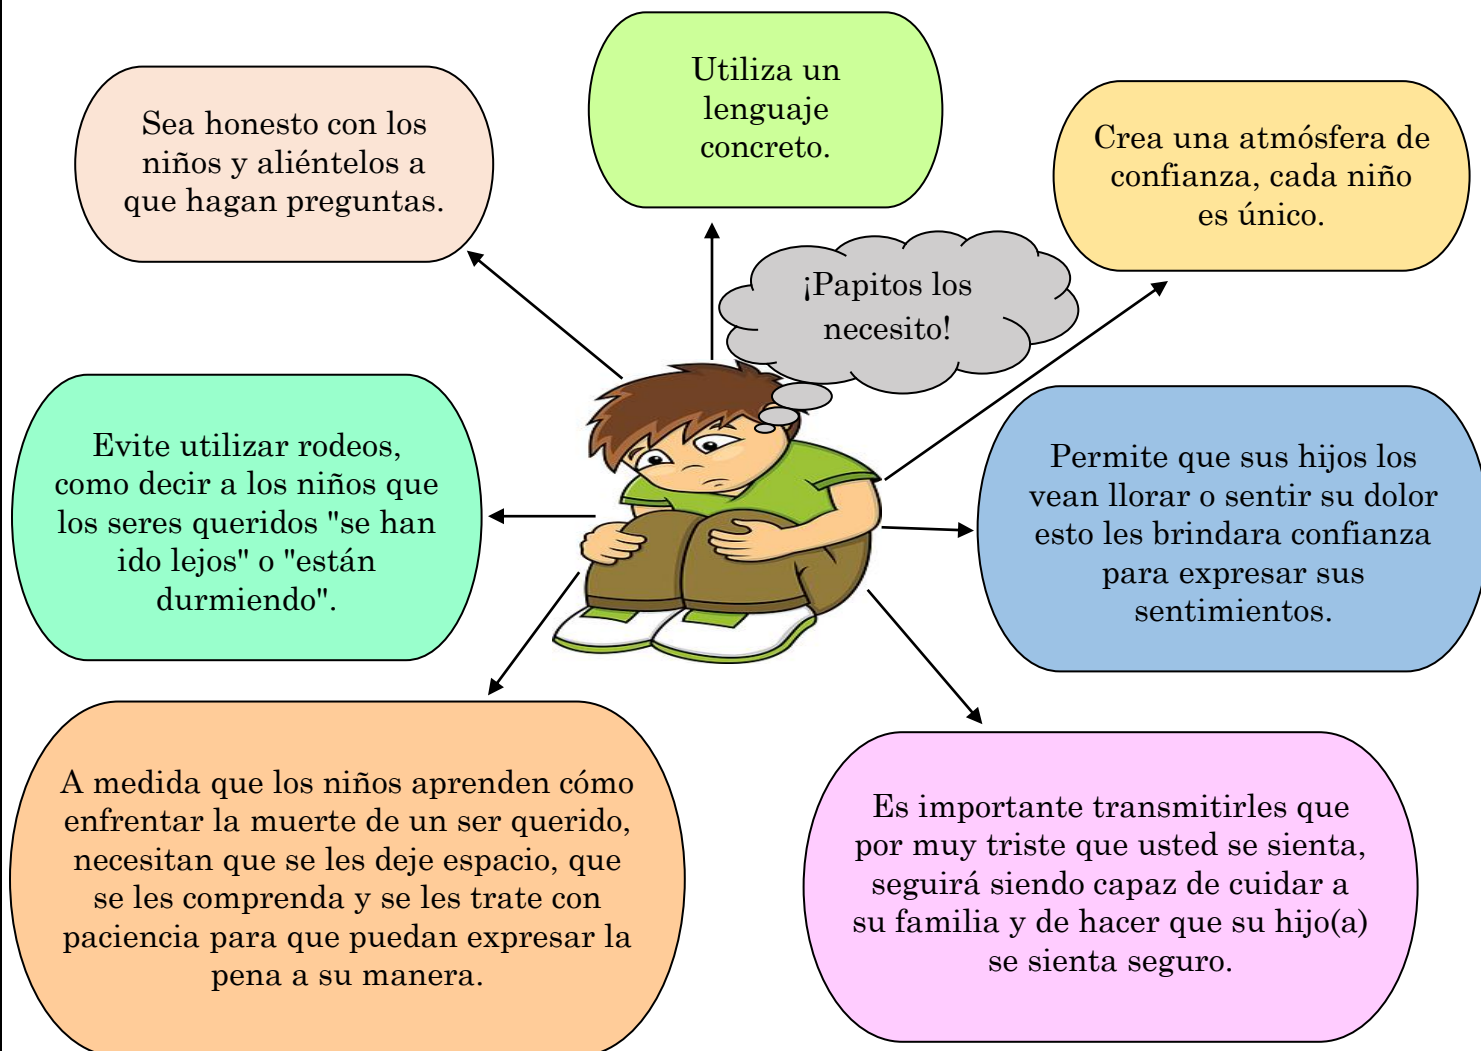 Utiliza un
lenguaje
concreto.
Sea honesto con los
niños y aliéntelos a
que hagan preguntas.
Crea una atmósfera de
confianza, cada niño
es único.
¡Papitos los
necesito!
Evite utilizar rodeos,
como decir a los niños que
los seres queridos "se han
ido lejos" o "están
durmiendo".
Permite que sus hijos los
vean llorar o sentir su dolor
esto les brindara confianza
para expresar sus
sentimientos.
A medida que los niños aprenden cómo
enfrentar la muerte de un ser querido,
necesitan que se les deje espacio, que
se les comprenda y se les trate con
paciencia para que puedan expresar la
pena a su manera.
Es importante transmitirles que
por muy triste que usted se sienta,
seguirá siendo capaz de cuidar a
su familia y de hacer que su hijo(a)
se sienta seguro.